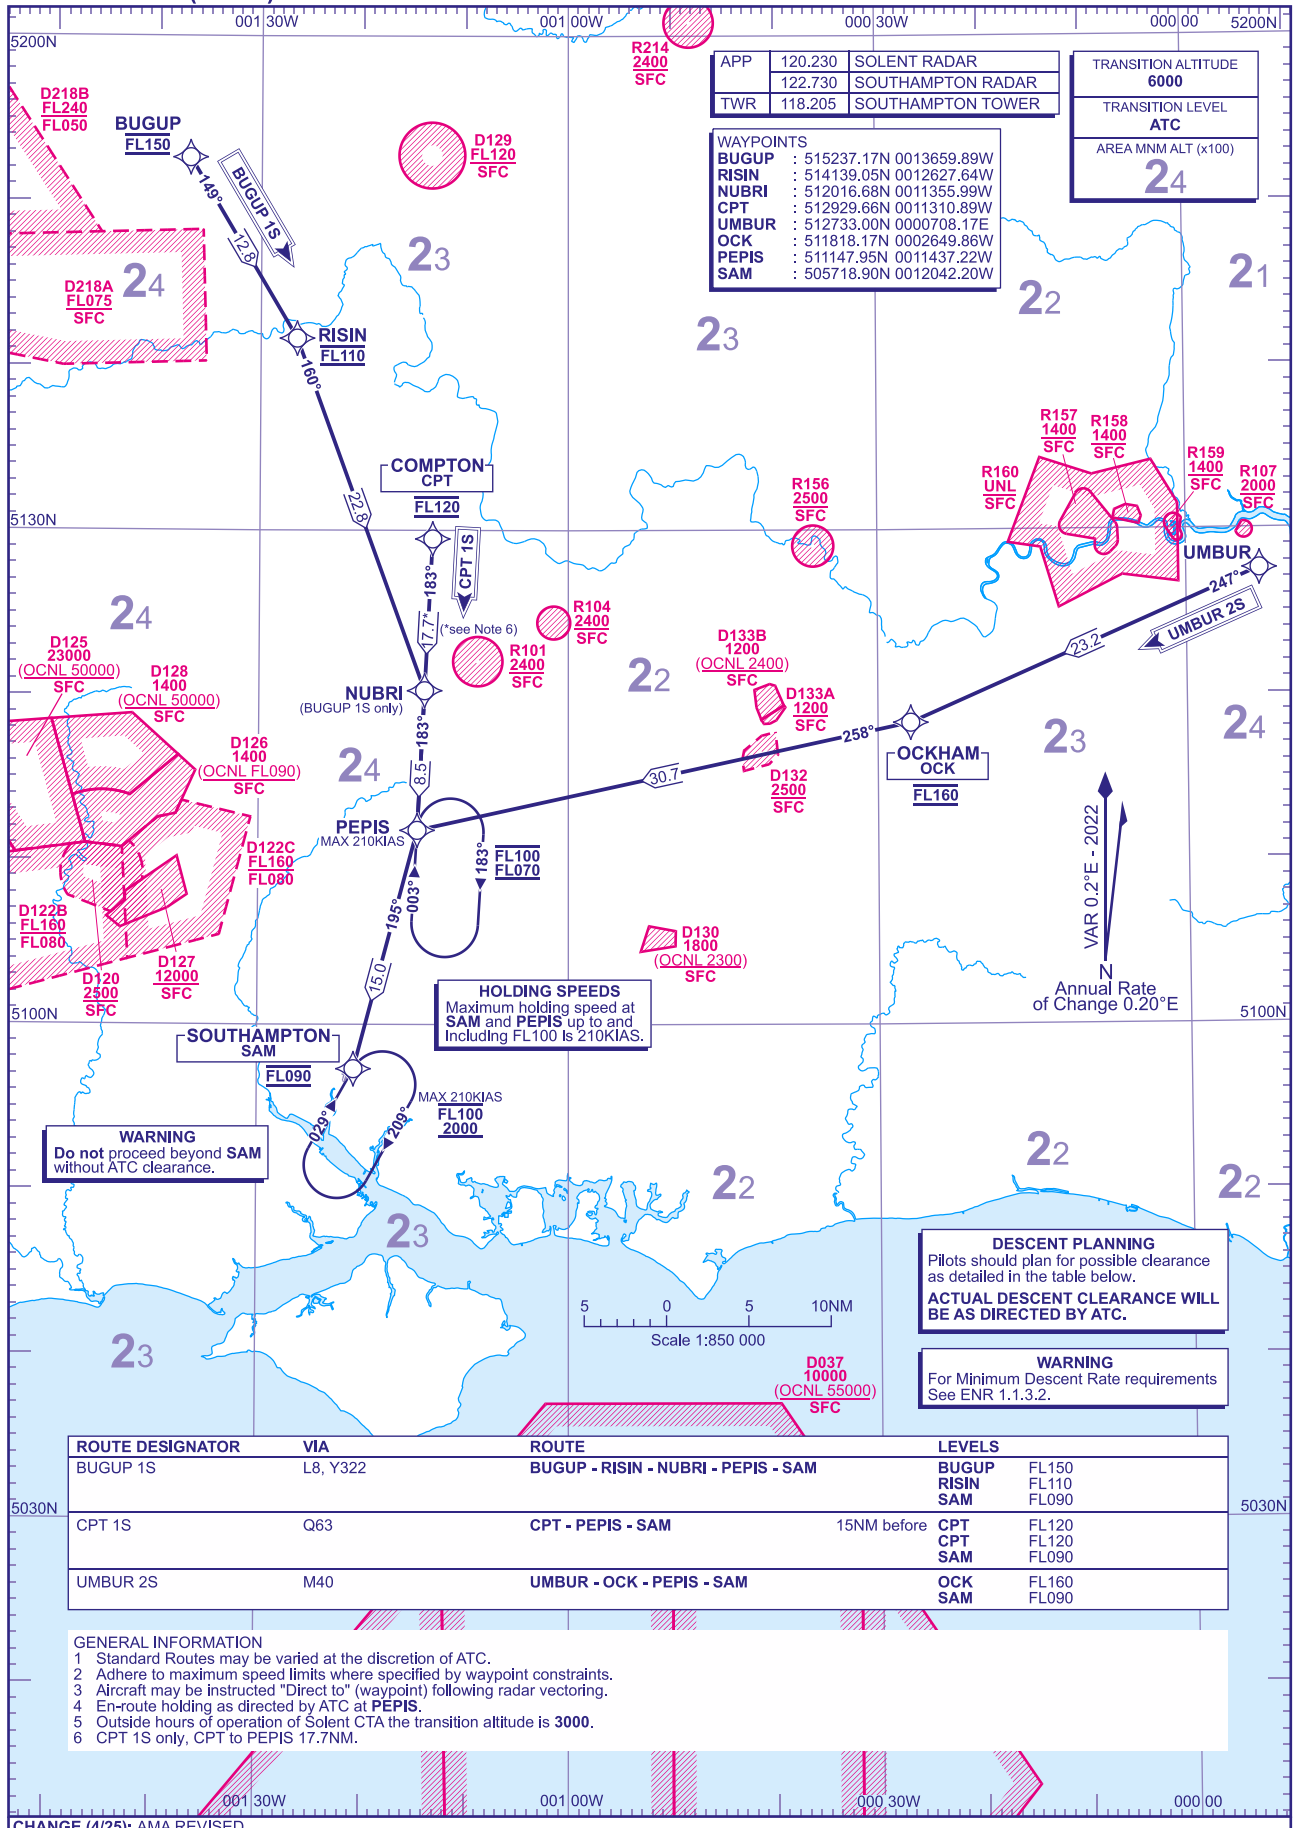 001 30W
001 00W
000 30W
000 00
5200N
5200N
R214
2400
SFC
APP 120.230 SOLENT RADAR
122.730 SOUTHAMPTON RADAR
TWR 118.205 SOUTHAMPTON TOWER
TRANSITION ALTITUDE
6000
TRANSITION LEVEL
ATC
AREA MNM ALT (x100)
24
D218B
FL240
FL050
BUGUP
FL150
D129
FL120
SFC
WAYPOINTS
BUGUP : 515237.17N 0013659.89W
RISIN : 514139.05N 0012627.64W
NUBRI : 512016.68N 0011355.99W
CPT : 512929.66N 0011310.89W
UMBUR : 512733.00N 0000708.17E
OCK : 511818.17N 0002649.86W
PEPIS : 511147.95N 0011437.22W
SAM : 505718.90N 0012042.20W
149°
BUGUP 1S
12.8
24
23
21
22
D218A
FL075
SFC
23
RISIN
FL110
160°
22.8
COMPTON
CPT
FL120
CPT 1S
183°
17.7*
(*see Note 6)
R157
1400
SFC
R158
1400
SFC
R159
1400
SFC
R107
2000
SFC
R160
UNL
SFC
R156
2500
SFC
5130N
UMBUR
247°
UMBUR 2S
23.2
24
R104
2400
SFC
R101
2400
SFC
D125
23000
(OCNL 50000)
SFC
D128
1400
(OCNL 50000)
SFC
D133B
1200
(OCNL 2400)
SFC
D133A
1200
SFC
22
NUBRI
(BUGUP 1S only)
183°
8.5
D126
1400
(OCNL FL090)
SFC
24
258°
OCKHAM
OCK
FL160
23
24
30.7
D132
2500
SFC
PEPIS
MAX 210KIAS
D122C
FL160
FL080
183°
FL100
FL070
003°
195°
15.0
VAR 0.2°E - 2022
N
Annual Rate
of Change 0.20°E
D122B
FL160
FL080
D120
2500
SFC
D127
12000
SFC
D130
1800
(OCNL 2300)
SFC
HOLDING SPEEDS
Maximum holding speed at
SAM and PEPIS up to and
Including FL100 Is 210KIAS.
5100N
5100N
SOUTHAMPTON
SAM
FL090
MAX 210KIAS
FL100
2000
029°
209°
WARNING
Do not proceed beyond SAM
without ATC clearance.
22
22
22
23
DESCENT PLANNING
Pilots should plan for possible clearance
as detailed in the table below.
ACTUAL DESCENT CLEARANCE WILL
BE AS DIRECTED BY ATC.
5 0 5 10NM
Scale 1:850 000
23
WARNING
For Minimum Descent Rate requirements
See ENR 1.1.3.2.
D037
10000
(OCNL 55000)
SFC
ROUTE DESIGNATOR VIA ROUTE LEVELS
BUGUP 1S L8, Y322 BUGUP - RISIN - NUBRI - PEPIS - SAM BUGUP FL150
RISIN FL110
SAM FL090
5030N
5030N
CPT 1S Q63 CPT - PEPIS - SAM 15NM before CPT FL120
CPT FL120
SAM FL090
UMBUR 2S M40 UMBUR - OCK - PEPIS - SAM OCK FL160
SAM FL090
GENERAL INFORMATION
1 Standard Routes may be varied at the discretion of ATC.
2 Adhere to maximum speed limits where specified by waypoint constraints.
3 Aircraft may be instructed "Direct to" (waypoint) following radar vectoring.
4 En-route holding as directed by ATC at PEPIS.
5 Outside hours of operation of Solent CTA the transition altitude is 3000.
6 CPT 1S only, CPT to PEPIS 17.7NM.
001 30W
001 00W
000 30W
000 00
CHANGE (4/25): AMA REVISED